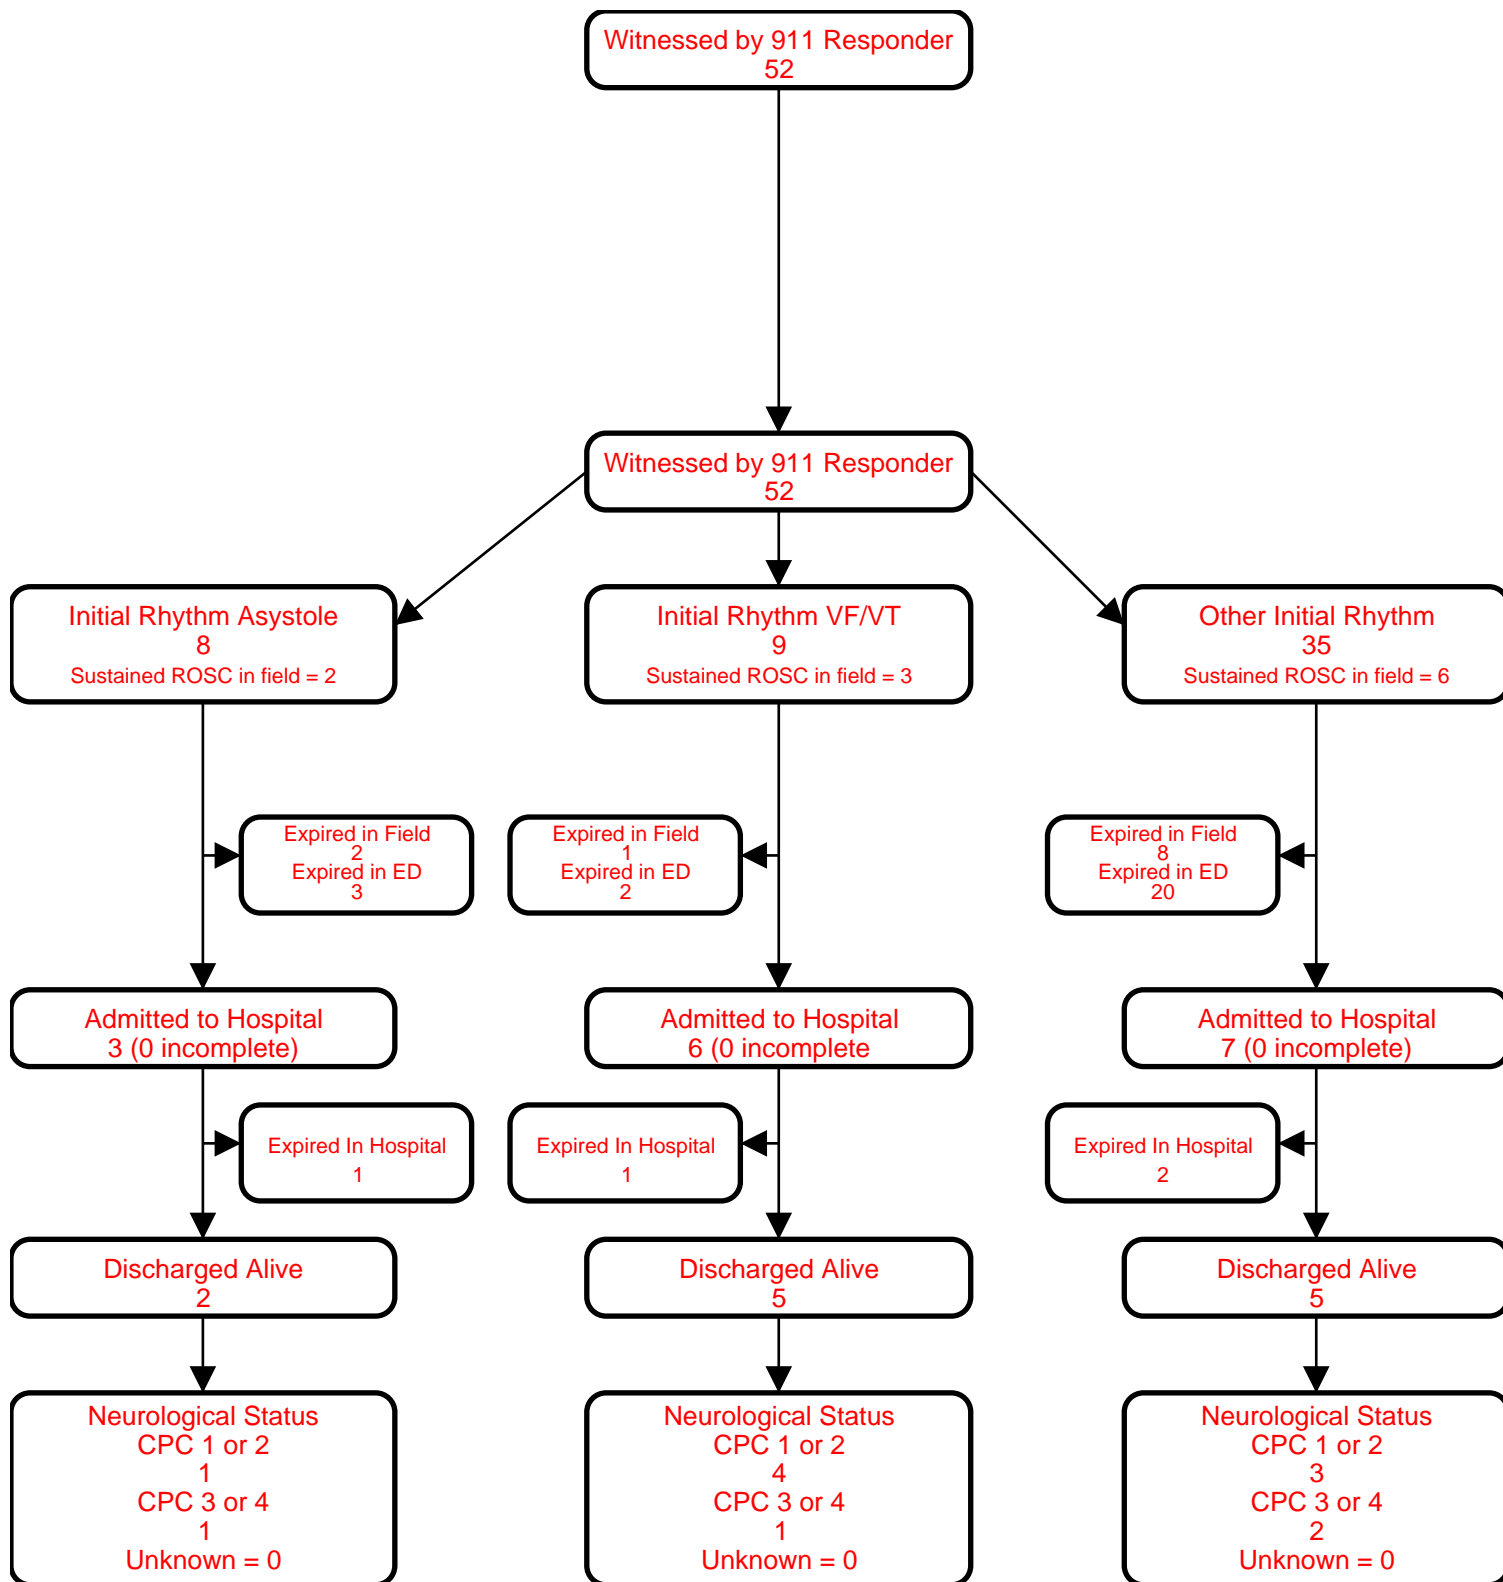 Witnessed by 911 Responder
52
Witnessed by 911 Responder
52
Initial Rhythm Asystole
8
Sustained ROSC in field = 2
Initial Rhythm VF/VT
9
Sustained ROSC in field = 3
Other Initial Rhythm
35
Sustained ROSC in field = 6
Expired in Field
2
Expired in ED
3
Expired in Field
1
Expired in ED
2
Expired in Field
8
Expired in ED
20
Admitted to Hospital
3 (0 incomplete)
Admitted to Hospital
6 (0 incomplete
Admitted to Hospital
7 (0 incomplete)
Expired In Hospital
1
Expired In Hospital
1
Expired In Hospital
2
Discharged Alive
2
Discharged Alive
5
Discharged Alive
5
Neurological Status
CPC 1 or 2
1
CPC 3 or 4
1
Unknown = 0
Neurological Status
CPC 1 or 2
4
CPC 3 or 4
1
Unknown = 0
Neurological Status
CPC 1 or 2
3
CPC 3 or 4
2
Unknown = 0